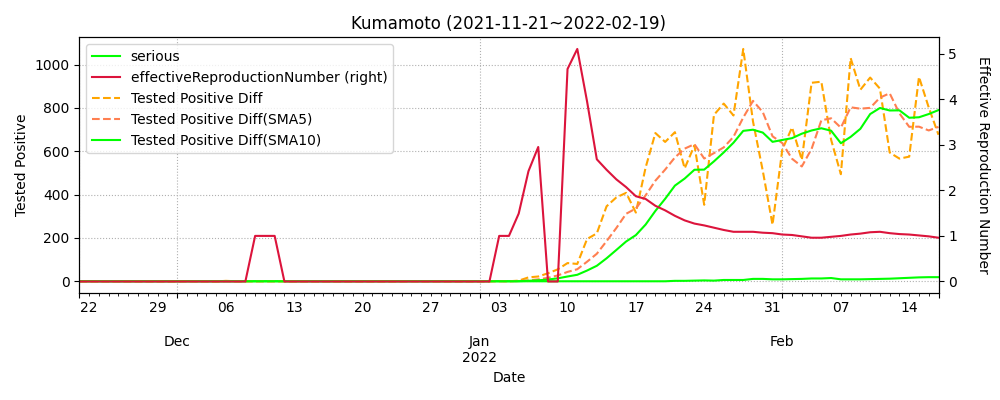 Kumamoto (2021-11-21~2022-02-19)
serious
effectiveReproductionNumber (right)
Tested Positive Diff
Tested Positive Diff(SMA5)
Tested Positive Diff(SMA10)
Tested Positive
1000
800
600
400
200
0
5
4
3
2
1
0
Effective Reproduction Number
22 29 06 13 20 27 03 10 17 24 31 07 14
Dec Jan Feb
2022
Date